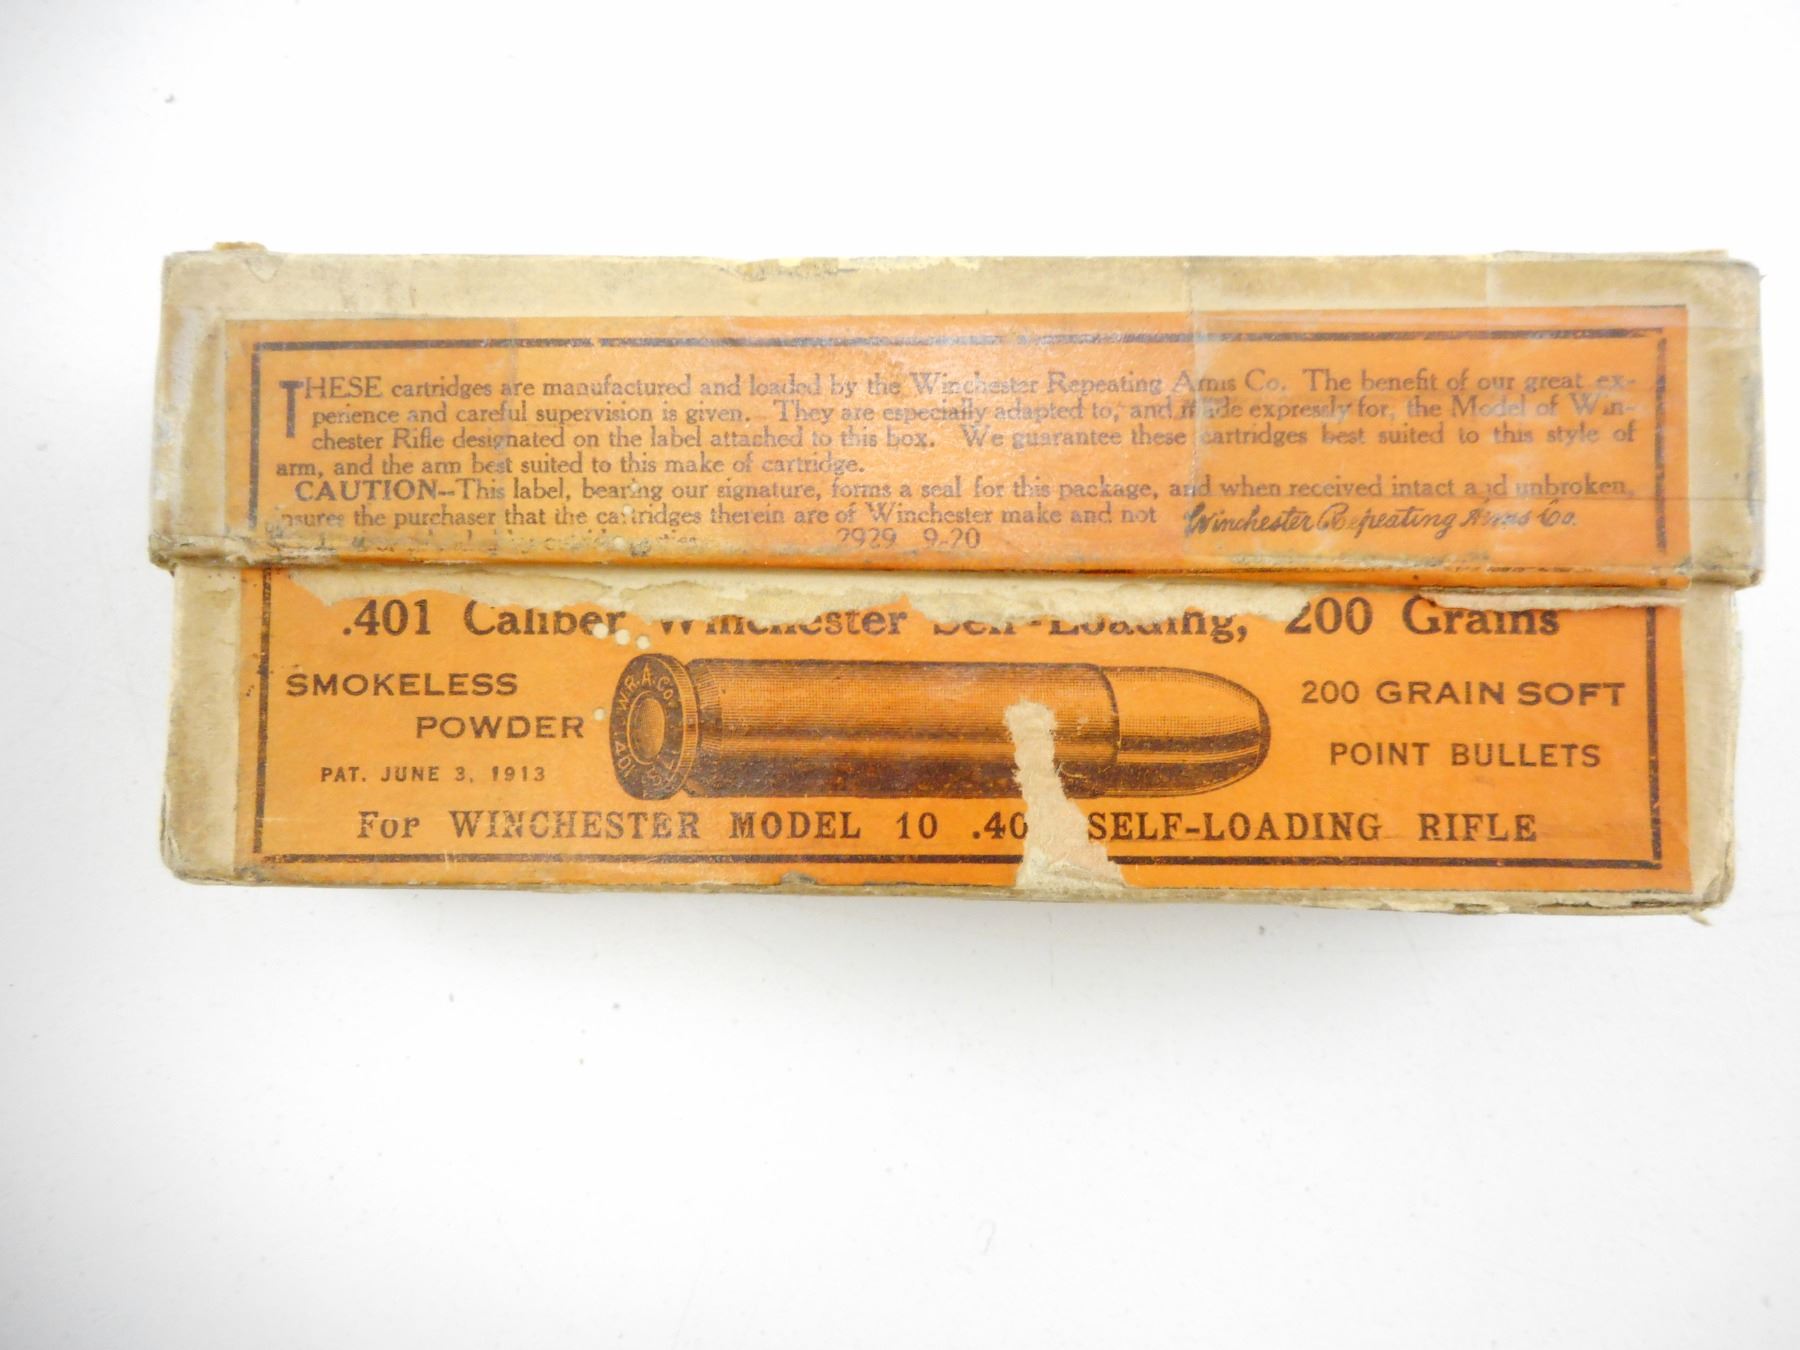 THESE cartridges are manufactured and loaded by the Winchester Repeating Arms Co. The benefit of our great ex-
perience and careful supervision is given. They are especially adapted to, and made expressly for, the Model of Win-
chester Rifle designated on the label attached to this box. We guarantee these cartridges best suited to this style of
arm, and the arm best suited to this make of cartridge.
CAUTION--This label, bearing our signature, forms a seal for this package, and when received intact and unbroken,
nsures the purchaser that the cartridges therein are of Winchester make and not
Winchester Repeating Arms Co.
2929 9-20
.401 Caliber Winchester Self-Loading, 200 Grains
SMOKELESS
POWDER
PAT. JUNE 3, 1913
W.R.A.Co.
.401 S.L.
200 GRAIN SOFT
POINT BULLETS
For WINCHESTER MODEL 10 .40 SELF-LOADING RIFLE